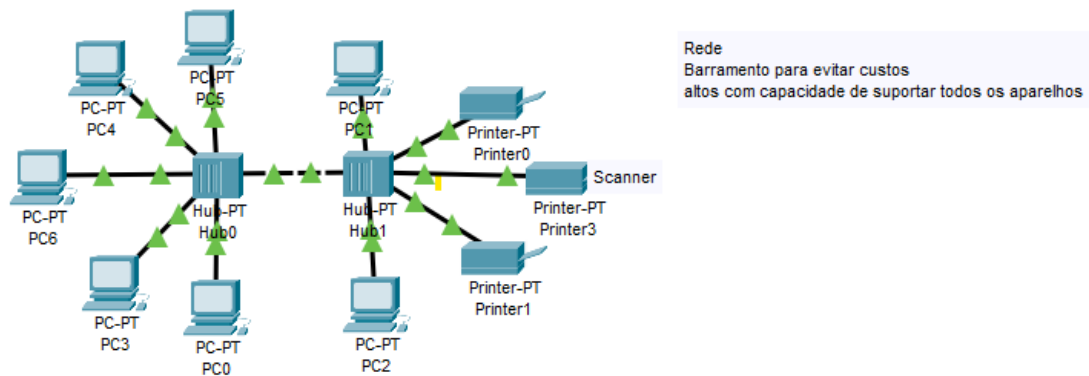 PC-PT
PC5
PC-PT
PC4
PC-PT
PC1
Printer-PT
Printer0
Rede
Barramento para evitar custos
altos com capacidade de suportar todos os aparelhos
PC-PT
PC6
Hub-PT
Hub0
Hub-PT
Hub1
Scanner
Printer-PT
Printer3
PC-PT
PC3
PC-PT
PC0
PC-PT
PC2
Printer-PT
Printer1